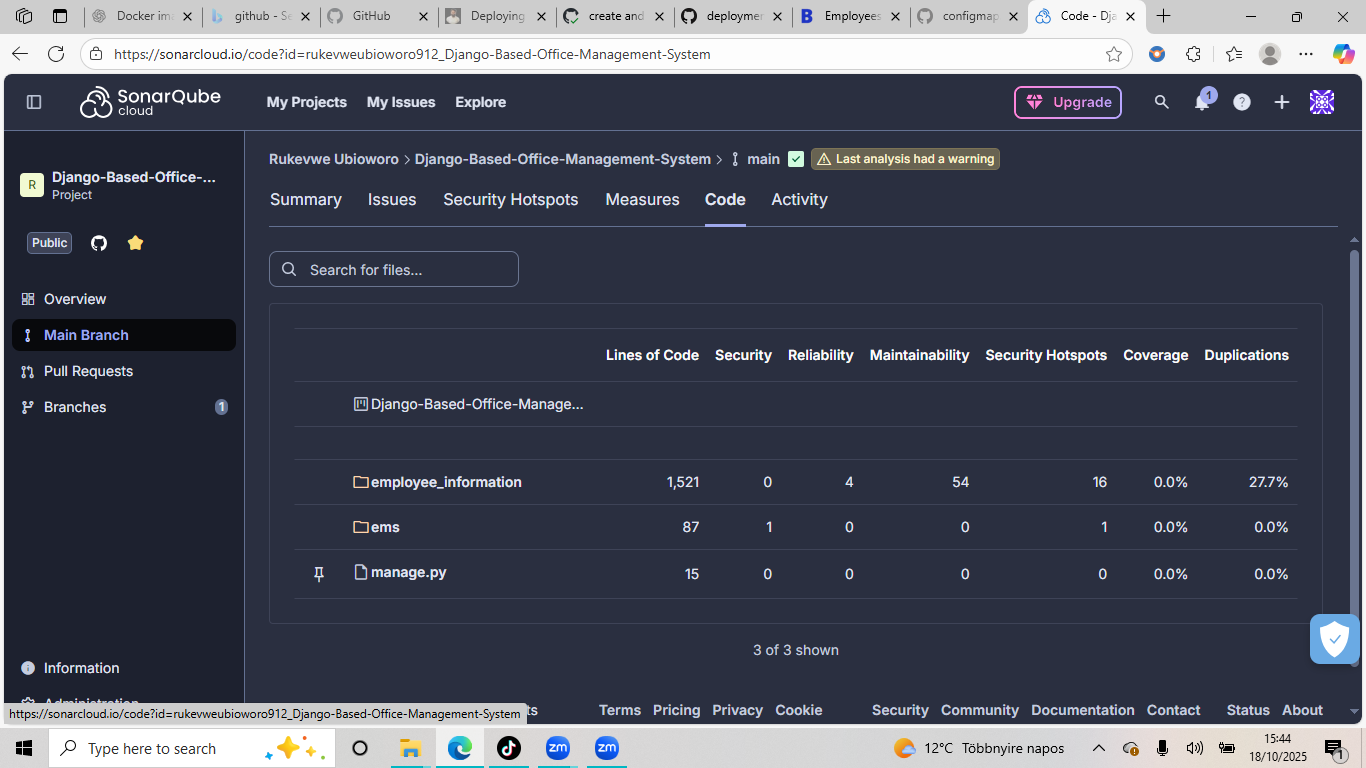 Docker im
github - Se
GitHub
Deploying
create and
deploymer
Employees
configmap
Code - Dja
https://sonarcloud.io/code?id=rukevweubioworo912_Django-Based-Office-Management-System
SonarQube
cloud
My Projects
My Issues
Explore
Upgrade
1
R
Django-Based-Office-...
Project
Public
Overview
Main Branch
Pull Requests
Branches
1
Information
Rukevwe Ubioworo > Django-Based-Office-Management-System > main
Last analysis had a warning
Summary
Issues
Security Hotspots
Measures
Code
Activity
Search for files...
Lines of Code Security Reliability Maintainability Security Hotspots Coverage Duplications
Django-Based-Office-Manage...
employee_information 1,521 0 4 54 16 0.0% 27.7%
ems 87 1 0 0 1 0.0% 0.0%
manage.py 15 0 0 0 0 0.0% 0.0%
3 of 3 shown
Terms Pricing Privacy Cookie Security Community Documentation Contact Status About
https://sonarcloud.io/code?id=rukevweubioworo912_Django-Based-Office-Management-System
Type here to search
zm
zm
12°C Többnyire napos
15:44
18/10/2025
1